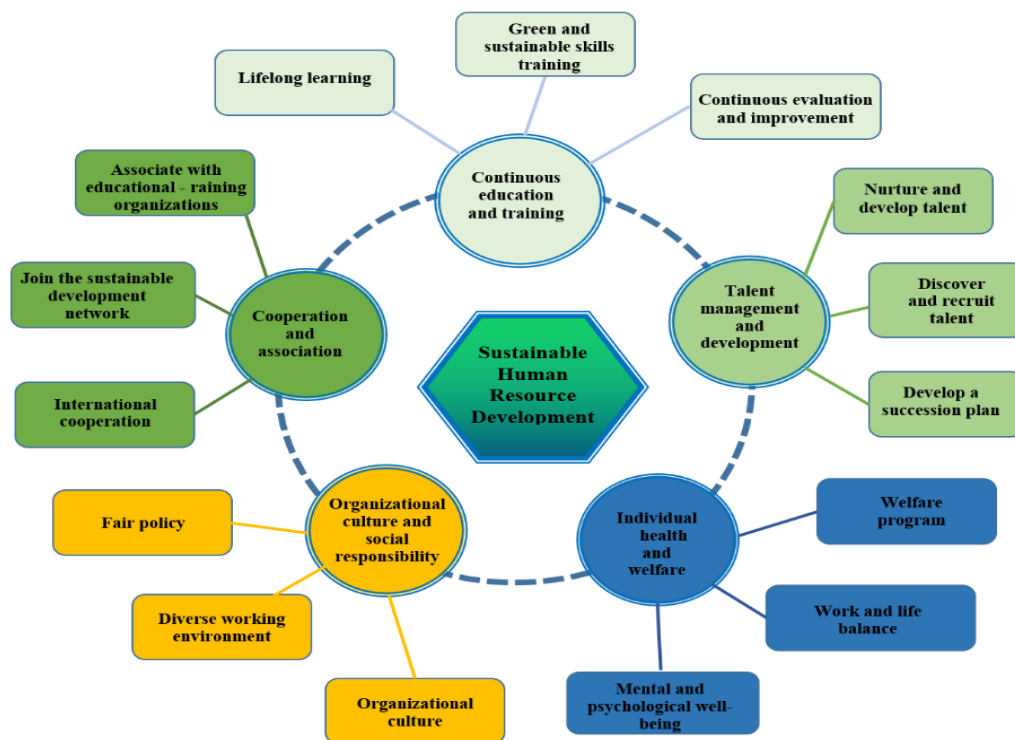 Green and
sustainable skills
training
Lifelong learning
Continuous evaluation
and improvement
Continuous
education
and training
Associate with
educational - raining
organizations
Join the sustainable
development
network
International
cooperation
Cooperation
and
association
Nurture and
develop talent
Discover
and recruit
talent
Develop a
succession plan
Talent
management
and
development
Sustainable
Human
Resource
Development
Fair policy
Diverse working
environment
Organizational
culture
Organizational
culture and
social
responsibility
Individual
health
and
welfare
Welfare
program
Work and life
balance
Mental and
psychological well-
being